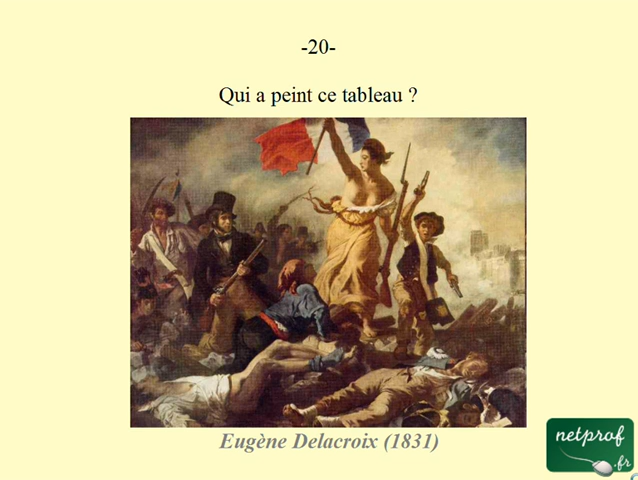 -20-
Qui a peint ce tableau ?
Eugène Delacroix (1831)
netprof
.fr